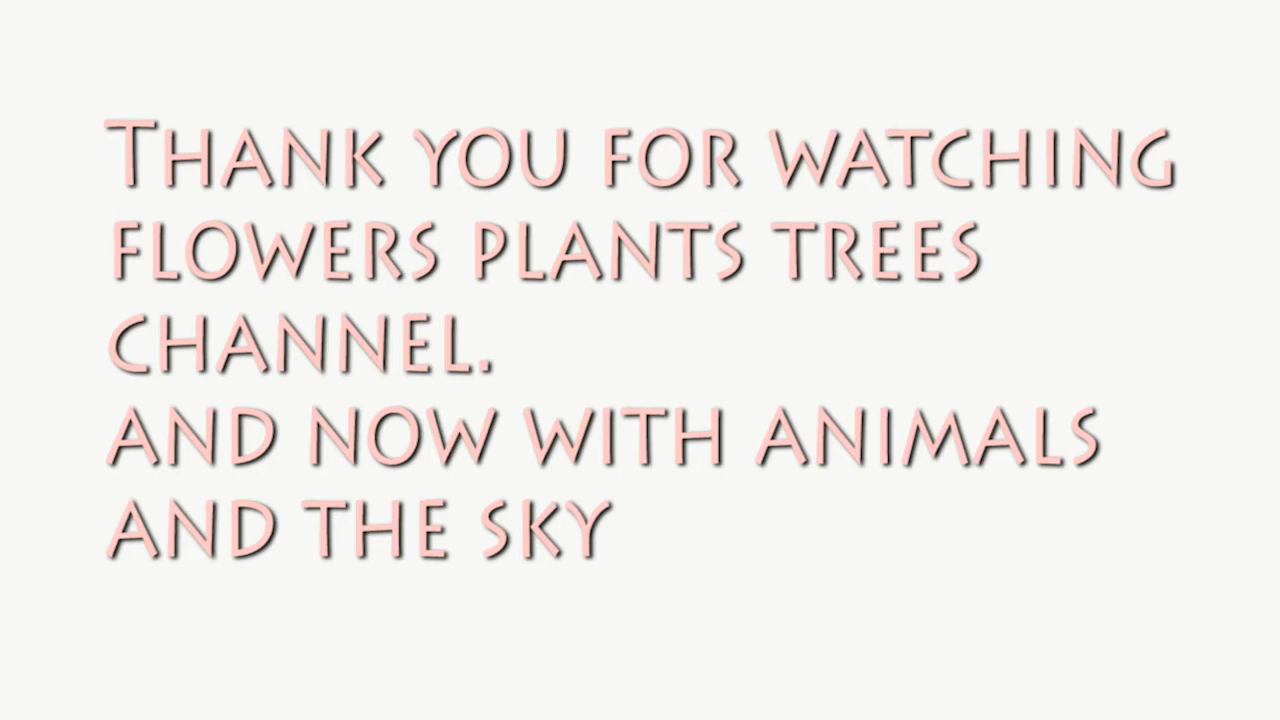 Thank you for watching
flowers plants trees
channel.
and now with animals
and the sky